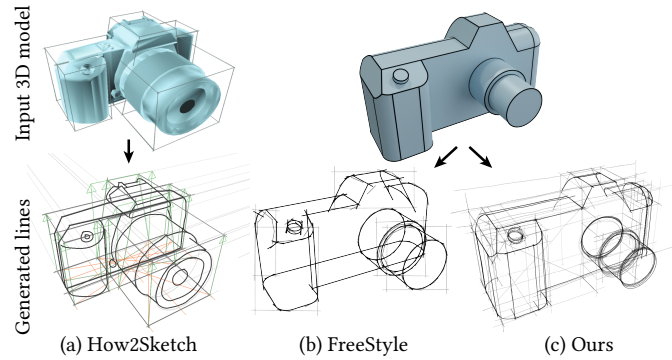 Input 3D model
Generated lines
(a) How2Sketch
(b) FreeStyle
(c) Ours